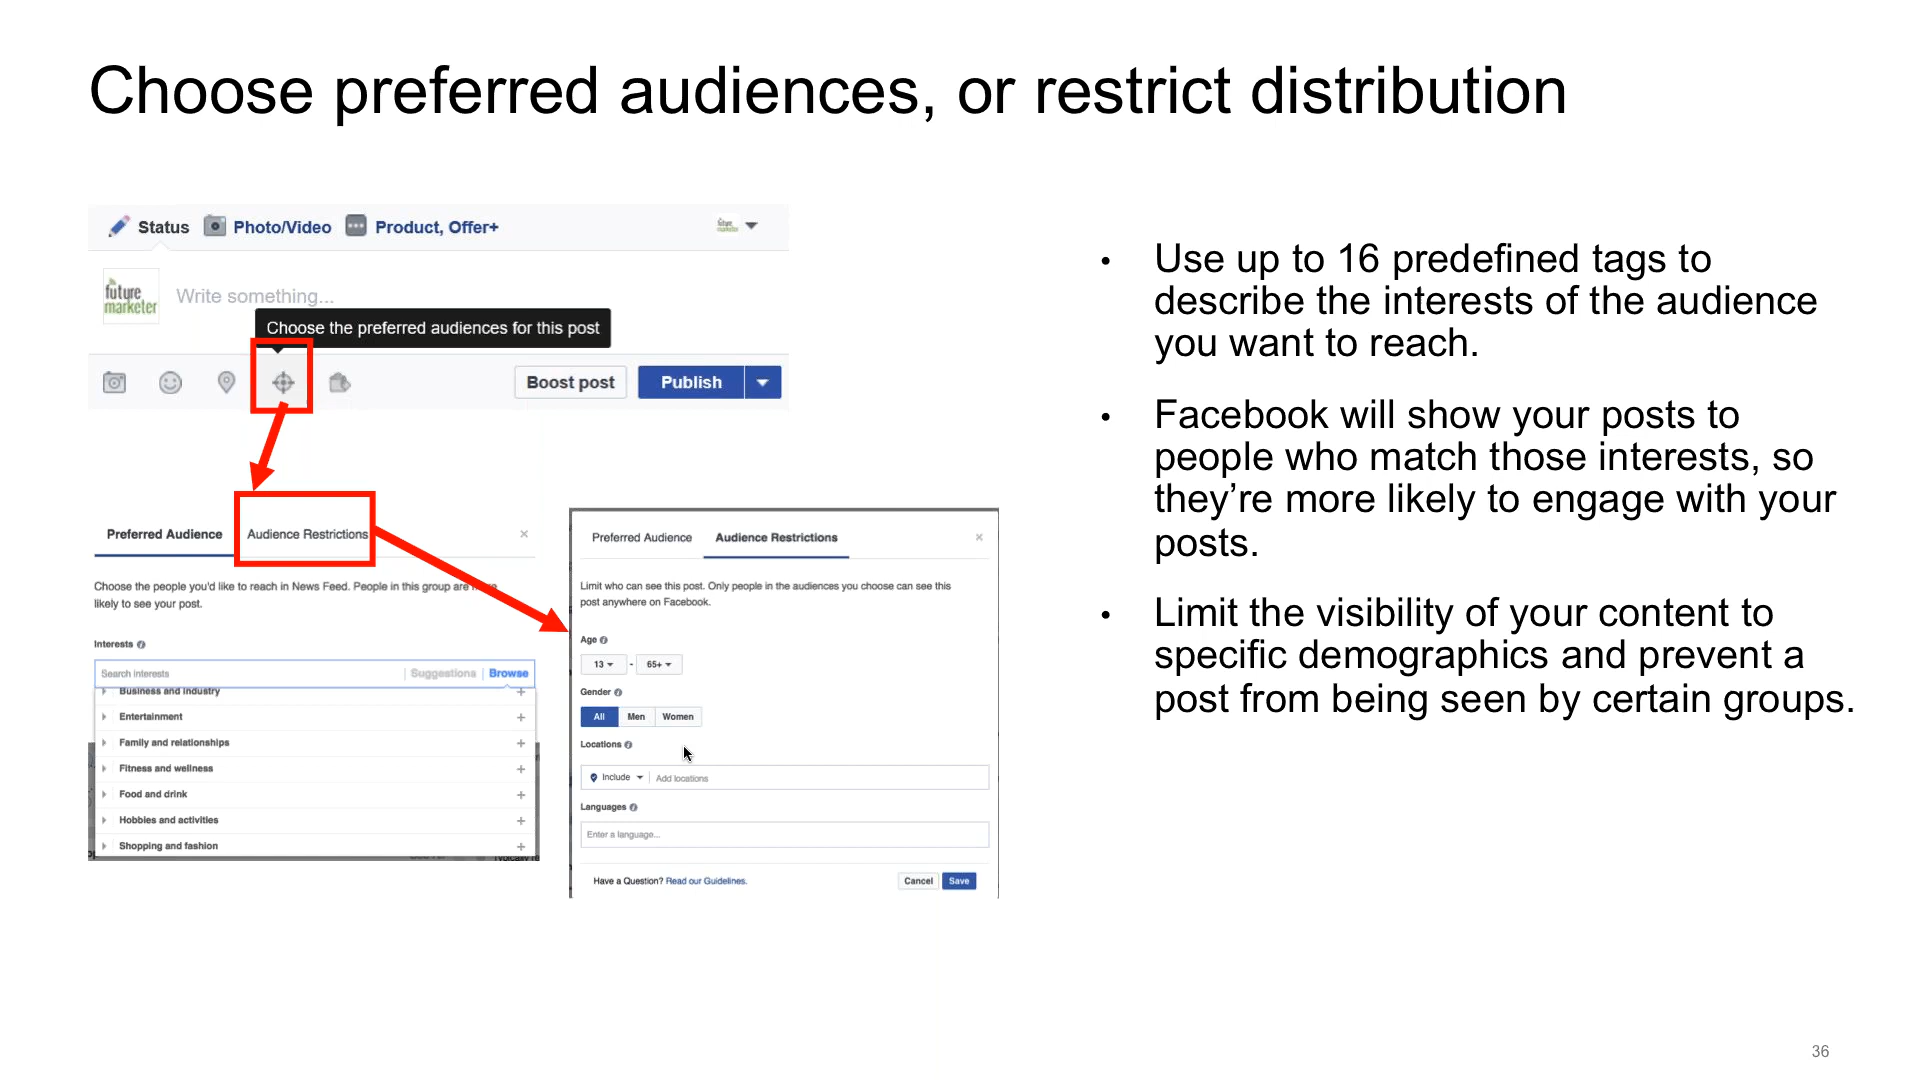 Choose preferred audiences, or restrict distribution
Status
Photo/Video
Product, Offer+
future
marketer
future
marketer
Write something...
Choose the preferred audiences for this post
Boost post
Publish
Preferred Audience
Audience Restrictions
×
Choose the people you'd like to reach in News Feed. People in this group are more
likely to see your post.
Interests
Search interests
Suggestions
Browse
Business and industry
Entertainment
Family and relationships
Fitness and wellness
Food and drink
Hobbies and activities
Shopping and fashion
Preferred Audience
Audience Restrictions
×
Limit who can see this post. Only people in the audiences you choose can see this
post anywhere on Facebook.
Age
13 - 65+
Gender
All
Men
Women
Locations
Include
Add locations
Languages
Enter a language...
Have a Question? Read our Guidelines.
Cancel
Save
• Use up to 16 predefined tags to
describe the interests of the audience
you want to reach.
• Facebook will show your posts to
people who match those interests, so
they’re more likely to engage with your
posts.
• Limit the visibility of your content to
specific demographics and prevent a
post from being seen by certain groups.
36